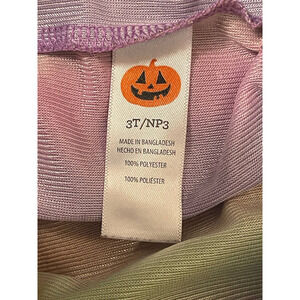 3T/NP3
MADE IN BANGLADESH
HECHO EN BANGLADESH
100% POLYESTER
100% POLIÉSTER